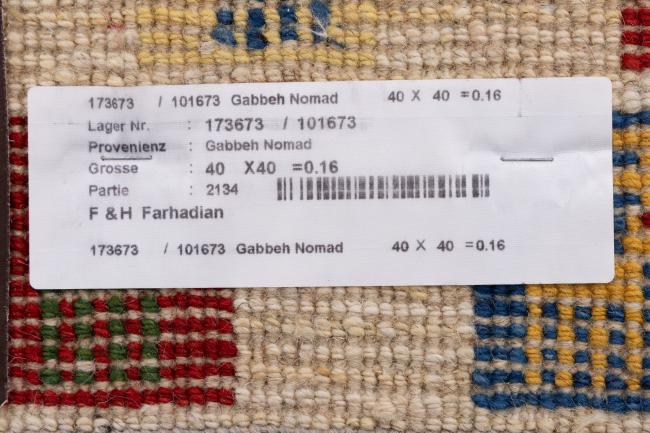 173673 / 101673 Gabbeh Nomad 40 X 40 =0.16
Lager Nr. : 173673 / 101673
Provenienz : Gabbeh Nomad
Grosse : 40 X40 =0.16
Partie : 2134
F & H Farhadian
173673 / 101673 Gabbeh Nomad 40 X 40 =0.16